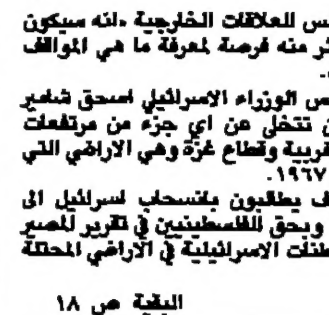 س للعلاقات الخارجية «انه سيكون
ثر منه فرصة لمعرفة ما هي المواقف
.
س الوزراء الاسرائيلي اسحق شامير
ن تتخلى عن اي جزء من مرتفعات
غربية وقطاع غزة وهي الاراضي التي
١٩٦٧.
ف يطالبون بانسحاب اسرائيل الى
وبحق الفلسطينيين في تقرير المصير
طنات الاسرائيلية في الاراضي المحتلة
البقية ص ١٨